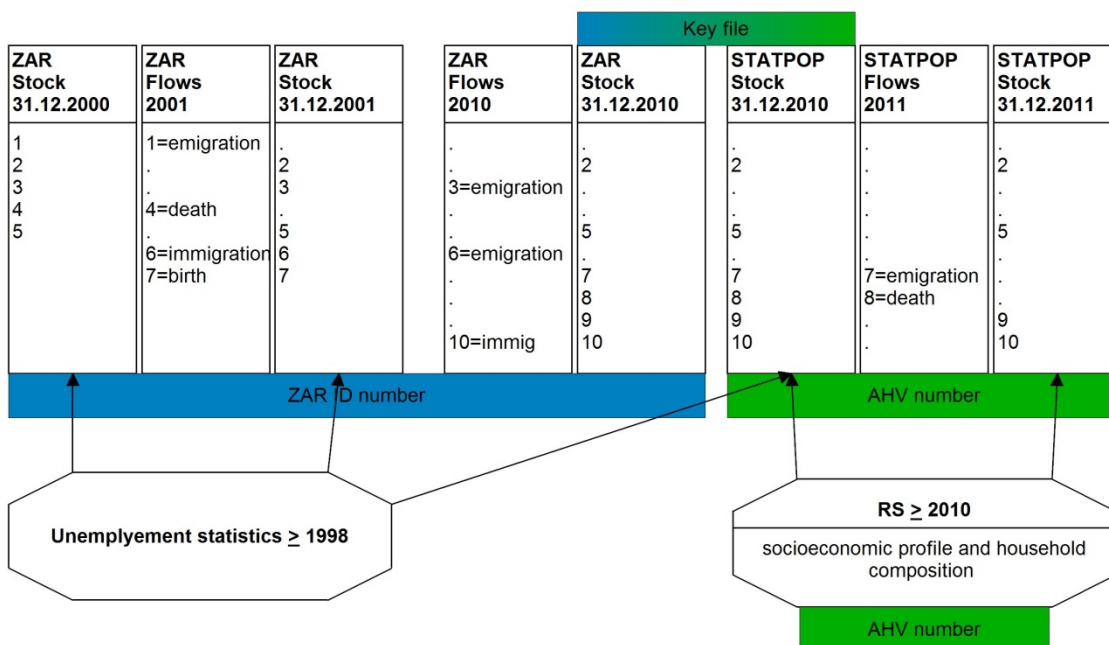 Key file
ZAR
Stock
31.12.2000
1
2
3
4
5
ZAR
Flows
2001
1=emigration
.
.
4=death
.
6=immigration
7=birth
ZAR
Stock
31.12.2001
.
2
3
.
5
6
7
ZAR
Flows
2010
.
.
3=emigration
.
.
6=emigration
.
.
.
10=immig
ZAR
Stock
31.12.2010
.
2
.
.
5
.
7
8
9
10
STATPOP
Stock
31.12.2010
.
2
.
.
5
.
7
8
9
10
STATPOP
Flows
2011
.
.
.
.
.
.
7=emigration
8=death
.
.
STATPOP
Stock
31.12.2011
.
2
.
.
5
.
.
.
9
10
ZAR ID number
AHV number
Unemplyement statistics ≥ 1998
RS ≥ 2010
socioeconomic profile and household
composition
AHV number